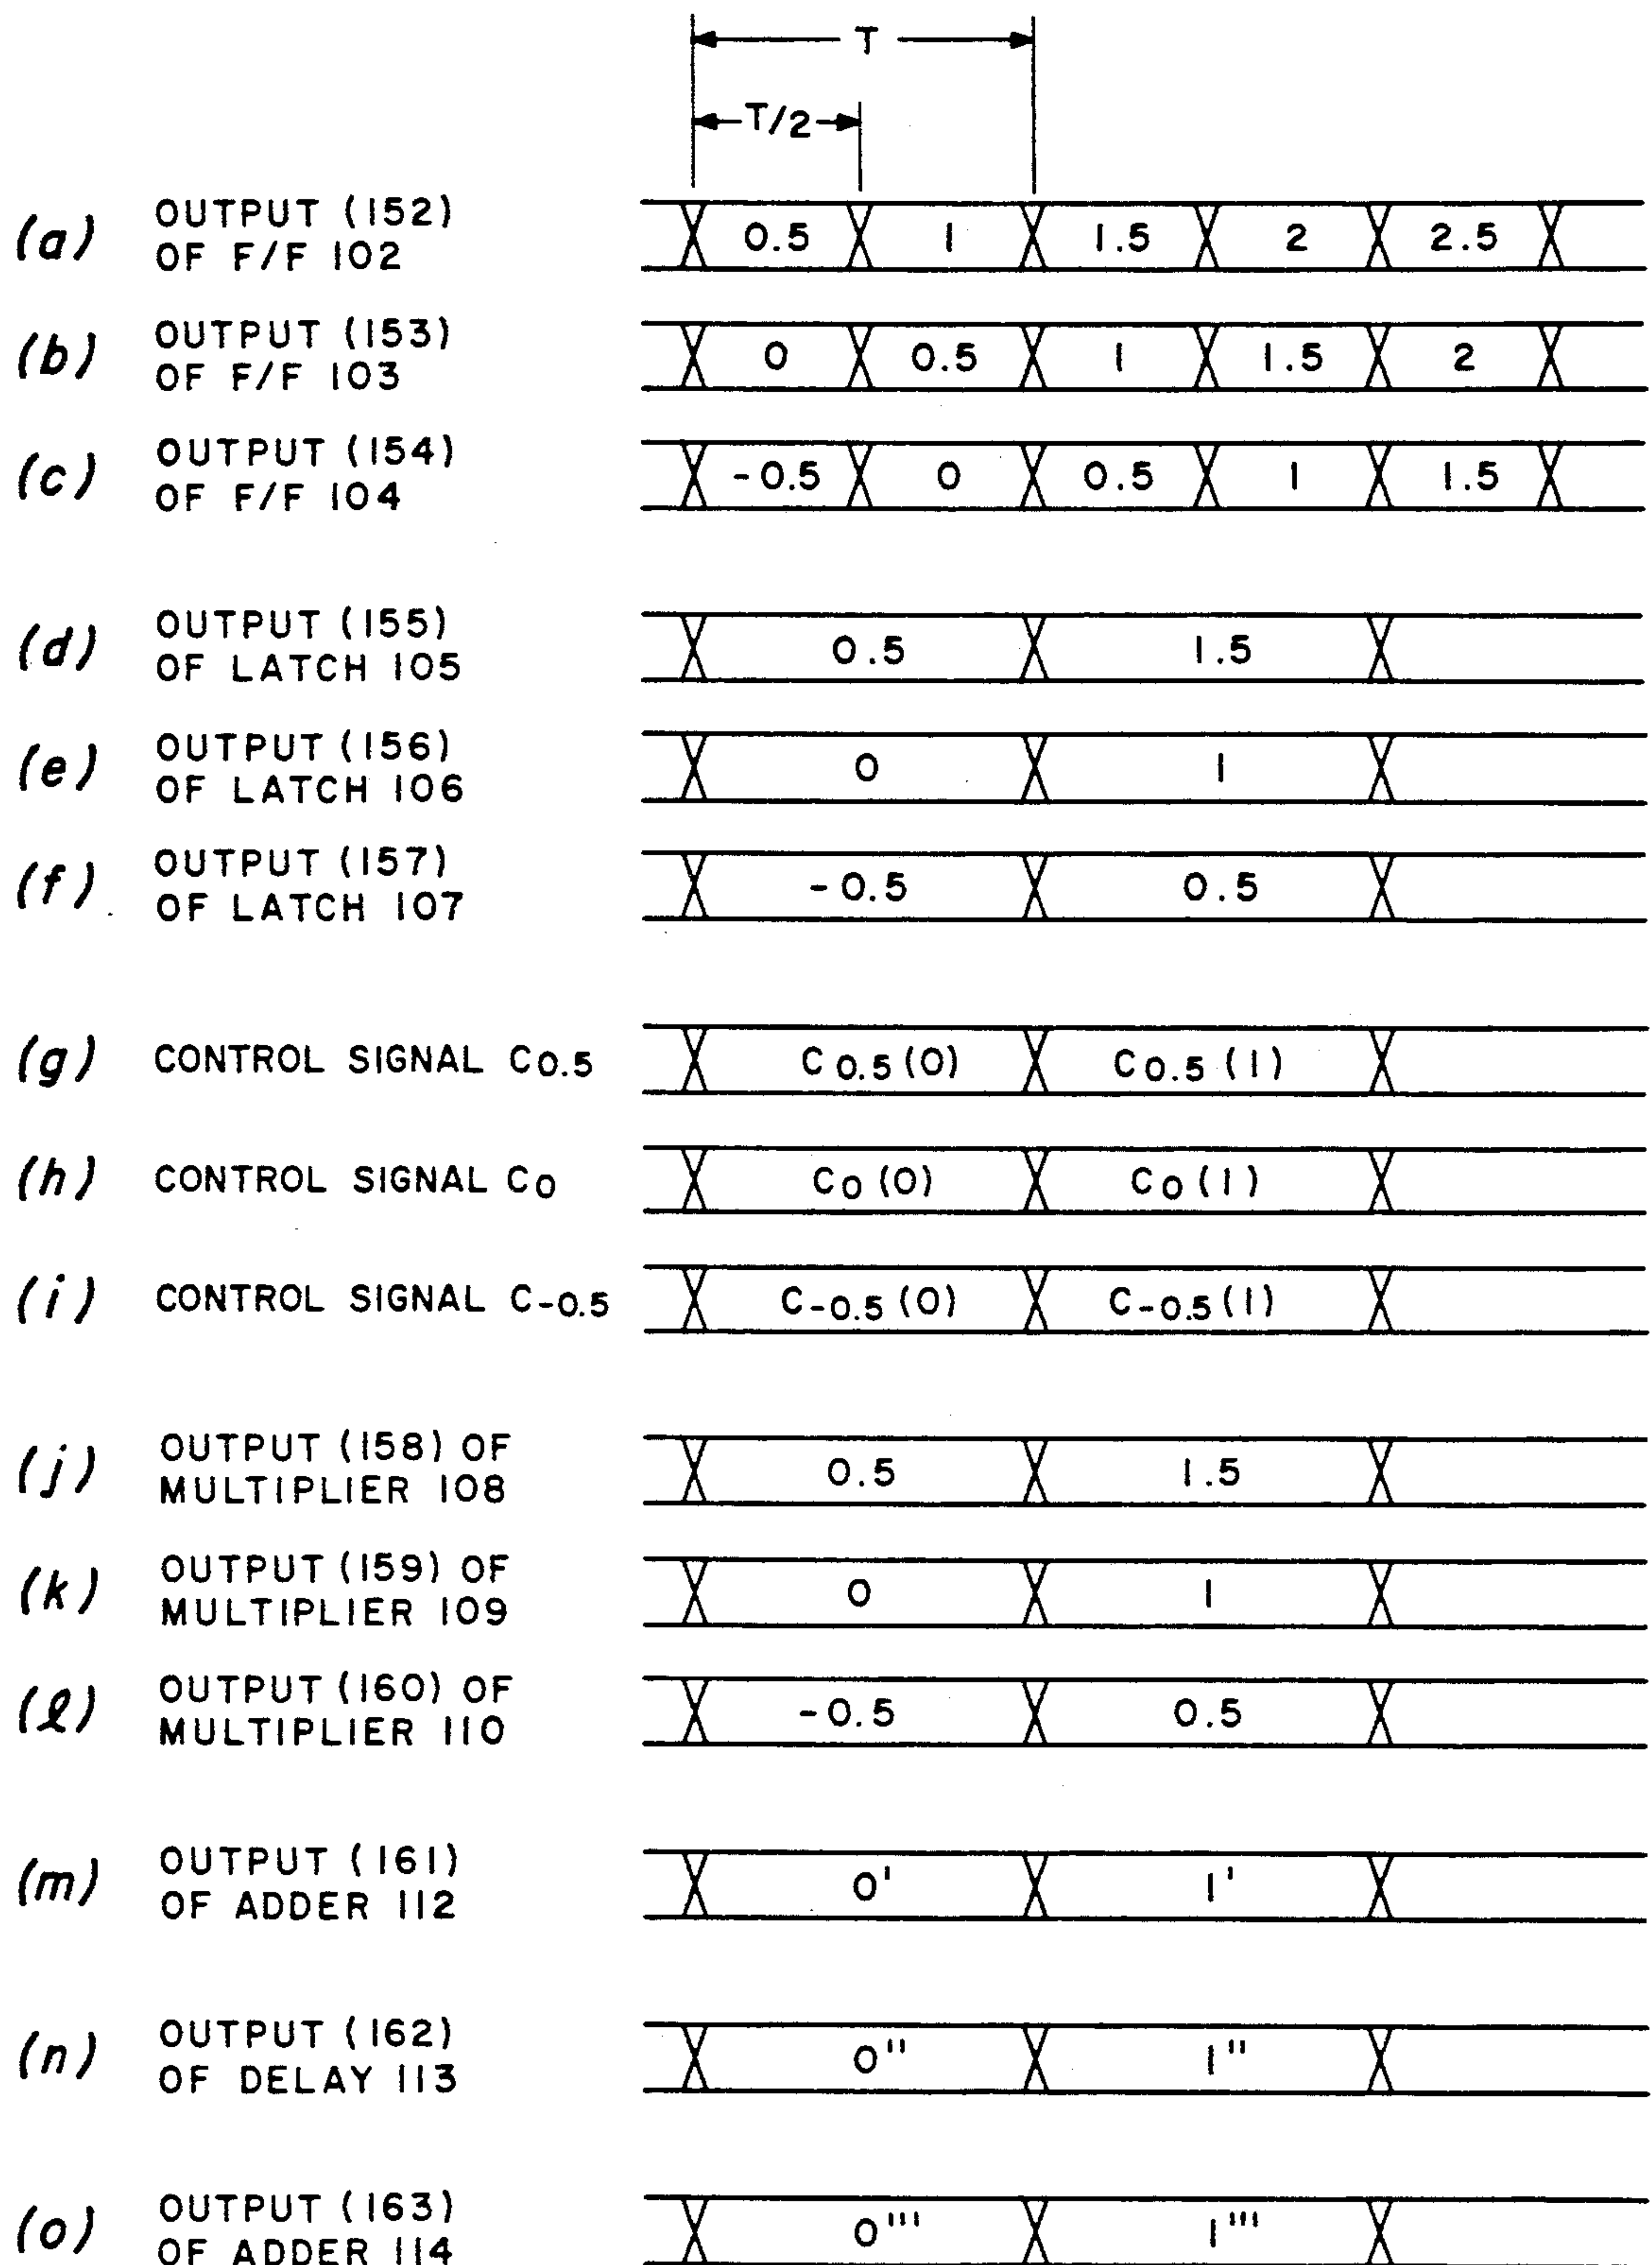 T
T/2
(a) OUTPUT (152)
OF F/F 102
0.5 1 1.5 2 2.5
(b) OUTPUT (153)
OF F/F 103
0 0.5 1 1.5 2
(c) OUTPUT (154)
OF F/F 104
-0.5 0 0.5 1 1.5
(d) OUTPUT (155)
OF LATCH 105
0.5 1.5
(e) OUTPUT (156)
OF LATCH 106
0 1
(f) OUTPUT (157)
OF LATCH 107
-0.5 0.5
(g) CONTROL SIGNAL C0.5 C0.5(0) C0.5(1)
(h) CONTROL SIGNAL C0 C0(0) C0(1)
(i) CONTROL SIGNAL C-0.5 C-0.5(0) C-0.5(1)
(j) OUTPUT (158) OF
MULTIPLIER 108
0.5 1.5
(k) OUTPUT (159) OF
MULTIPLIER 109
0 1
(l) OUTPUT (160) OF
MULTIPLIER 110
-0.5 0.5
(m) OUTPUT (161)
OF ADDER 112
0' 1'
(n) OUTPUT (162)
OF DELAY 113
0'' 1''
(o) OUTPUT (163)
OF ADDER 114
0''' 1'''